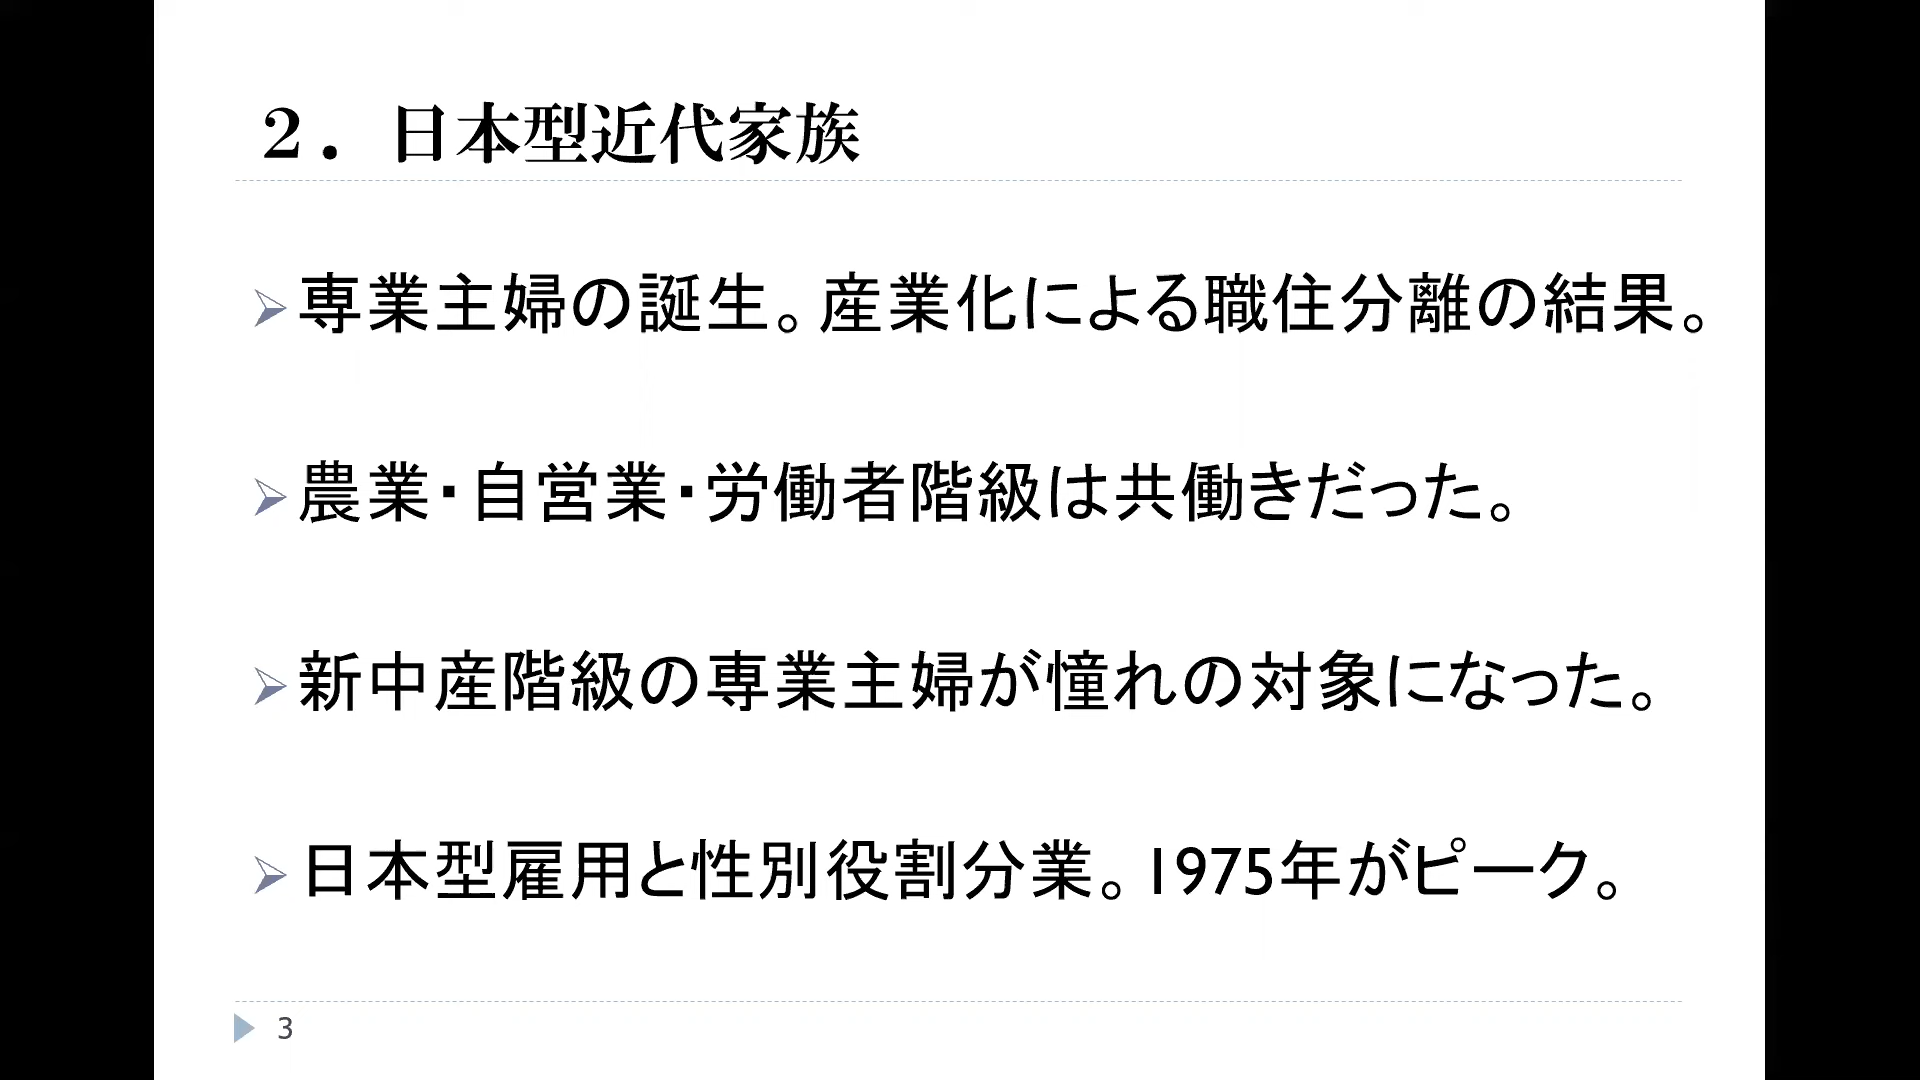 ２．日本型近代家族
専業主婦の誕生。産業化による職住分離の結果。
農業・自営業・労働者階級は共働きだった。
新中産階級の専業主婦が憧れの対象になった。
日本型雇用と性別役割分業。1975年がピーク。
3